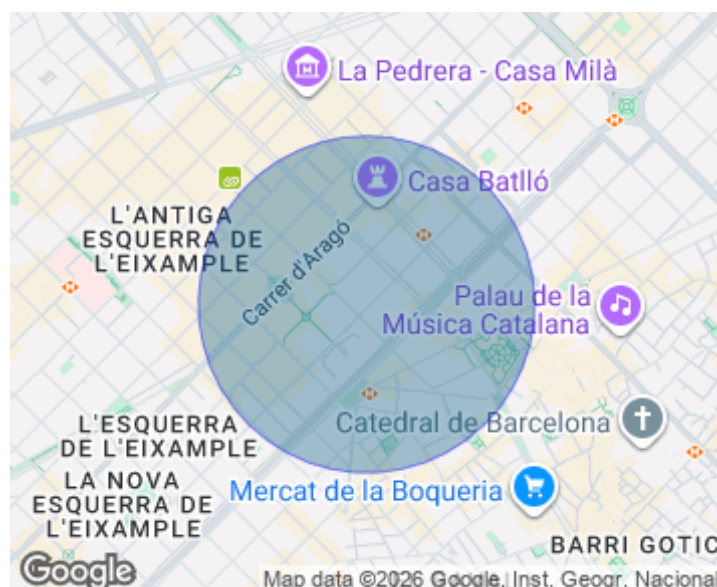 La Pedrera - Casa Milà
Casa Batlló
L'ANTIGA
ESQUERRA DE
L'EIXAMPLE
Carrer d'Aragó
Palau de la
Música Catalana
L'ESQUERRA
DE L'EIXAMPLE
Catedral de Barcelona
LA NOVA
ESQUERRA DE
L'EIXAMPLE
Mercat de la Boqueria
BARRI GOTIC
Google
Map data ©2026 Google, Inst. Geogr. Nacional